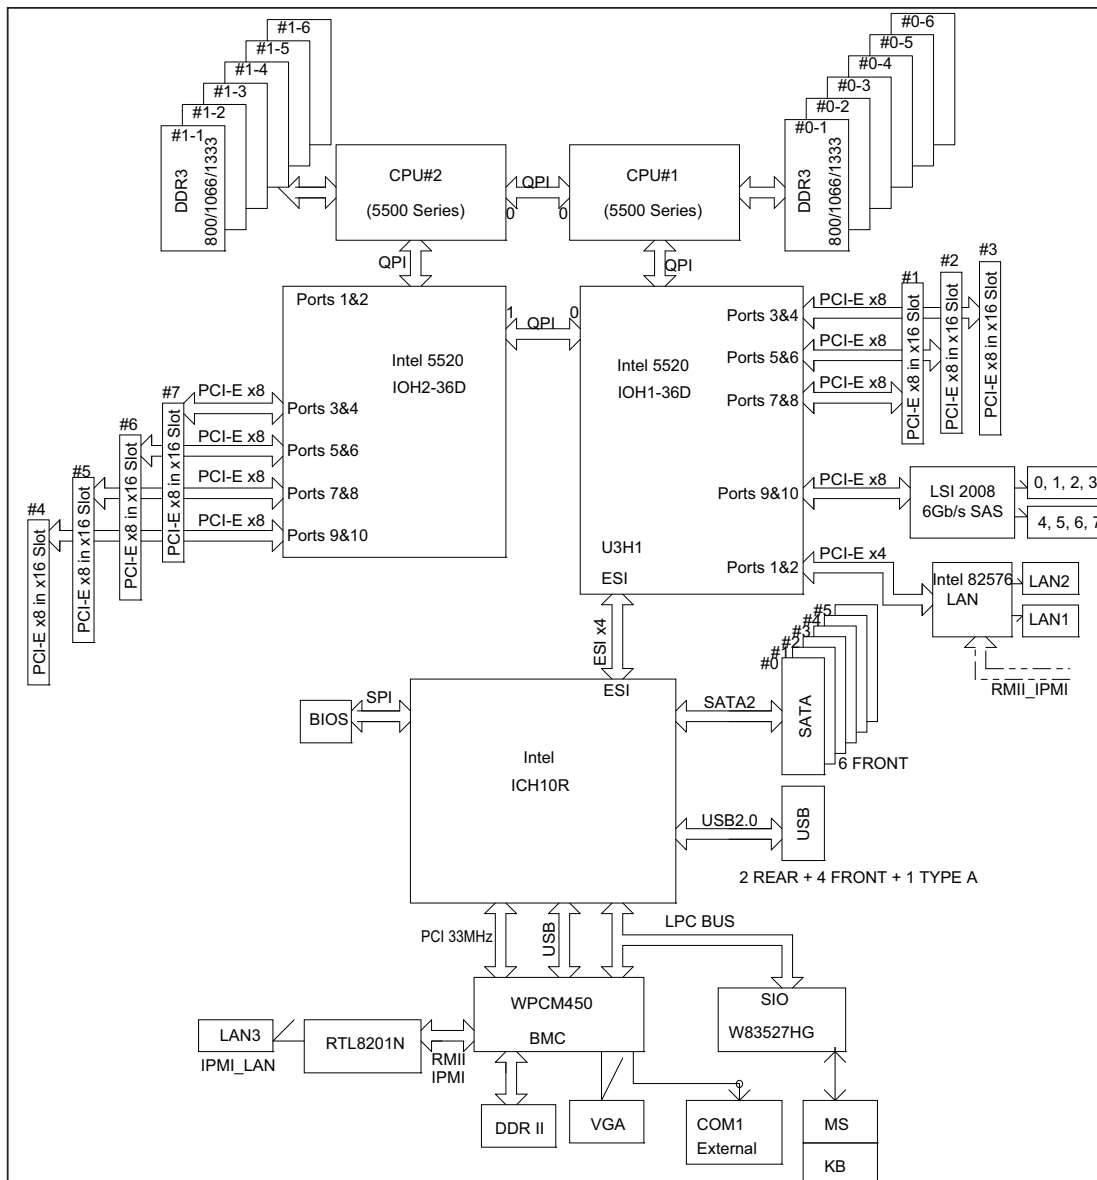 #1-6
#1-5
#1-4
#1-3
#1-2
#1-1
DDR3
800/1066/1333
#0-6
#0-5
#0-4
#0-3
#0-2
#0-1
DDR3
800/1066/1333
CPU#2
(5500 Series)
QPI
0
0
CPU#1
(5500 Series)
QPI
QPI
Ports 1&2
Intel 5520
IOH2-36D
Ports 3&4
Ports 5&6
Ports 7&8
Ports 9&10
1
QPI
0
Intel 5520
IOH1-36D
Ports 3&4
Ports 5&6
Ports 7&8
Ports 9&10
Ports 1&2
U3H1
ESI
PCI-E x8
PCI-E x8
PCI-E x8
#1
PCI-E x8 in x16 Slot
#2
PCI-E x8 in x16 Slot
#3
PCI-E x8 in x16 Slot
#7
PCI-E x8 in x16 Slot
#6
PCI-E x8 in x16 Slot
#5
PCI-E x8 in x16 Slot
#4
PCI-E x8 in x16 Slot
PCI-E x8
PCI-E x8
PCI-E x8
PCI-E x8
PCI-E x8
LSI 2008
6Gb/s SAS
0, 1, 2, 3
4, 5, 6, 7
PCI-E x4
Intel 82576
LAN
LAN2
LAN1
RMII_IPMI
ESI x4
ESI
#5
#4
#3
#2
#1
#0
SATA
SATA2
6 FRONT
BIOS
SPI
Intel
ICH10R
USB2.0
USB
2 REAR + 4 FRONT + 1 TYPE A
PCI 33MHz
USB
LPC BUS
WPCM450
BMC
SIO
W83527HG
LAN3
IPMI_LAN
RTL8201N
RMII
IPMI
DDR II
VGA
COM1
External
MS
KB